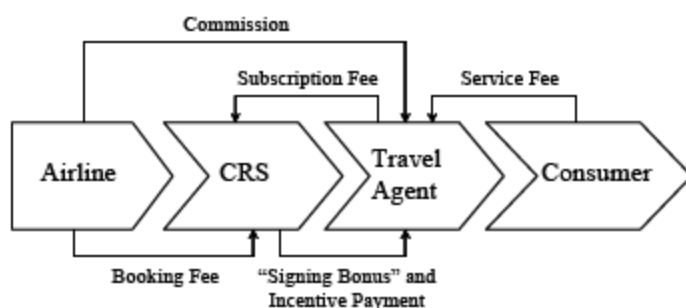 Commission
Subscription Fee
Service Fee
Airline
CRS
Travel
Agent
Consumer
Booking Fee
“Signing Bonus” and
Incentive Payment